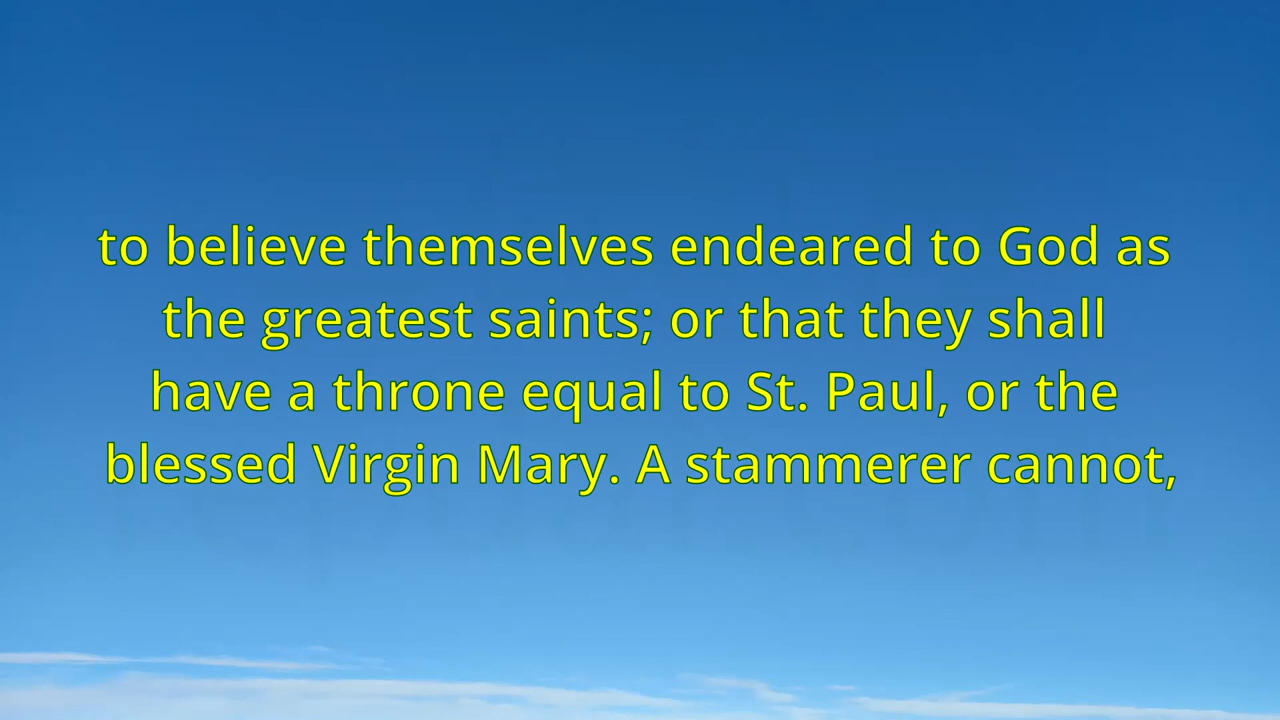 to believe themselves endeared to God as
the greatest saints; or that they shall
have a throne equal to St. Paul, or the
blessed Virgin Mary. A stammerer cannot,